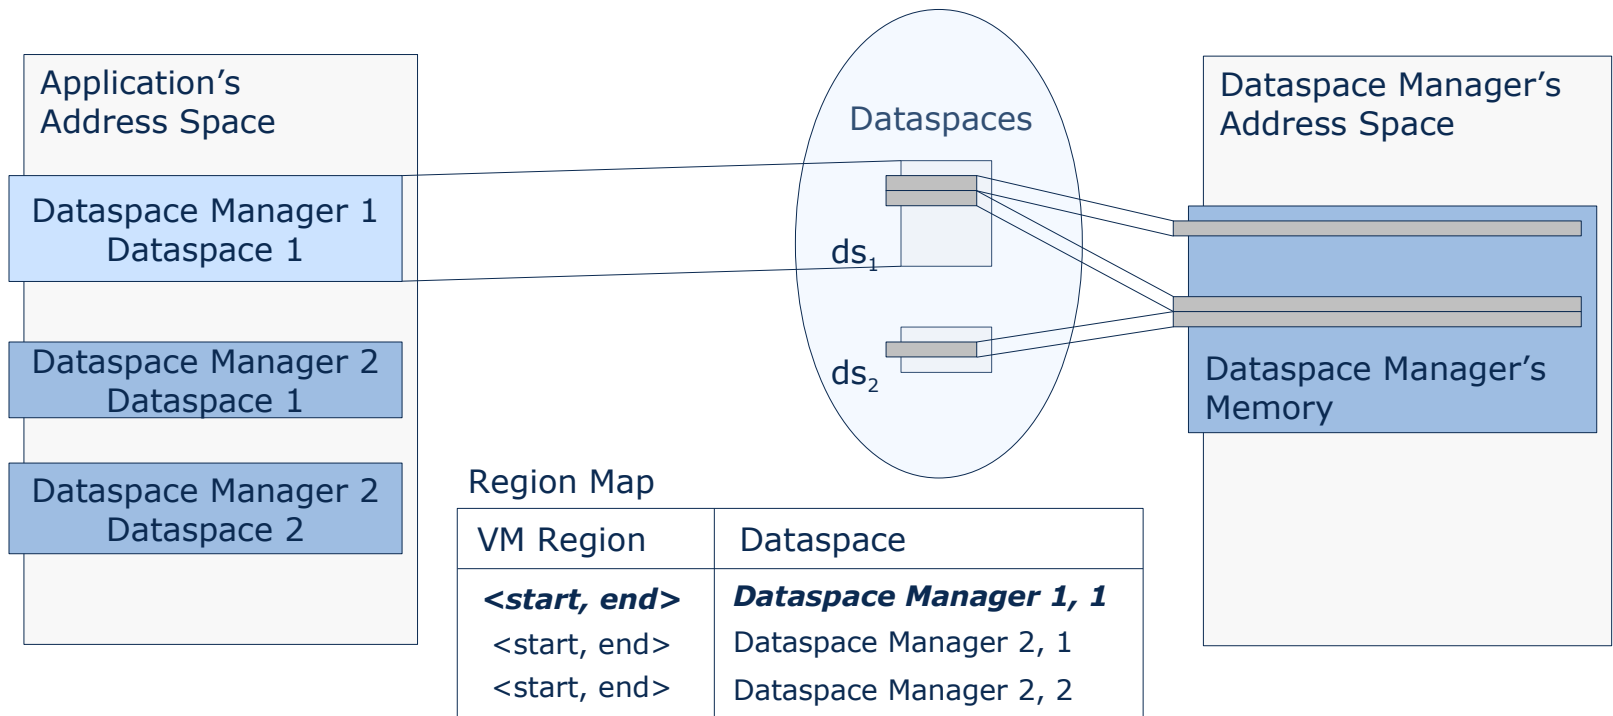 Application’s
Address Space
Dataspace Manager 1
Dataspace 1
Dataspace Manager 2
Dataspace 1
Dataspace Manager 2
Dataspace 2
Dataspaces
ds₁
ds₂
Dataspace Manager’s
Address Space
Dataspace Manager’s
Memory
Region Map
VM Region Dataspace
<start, end> Dataspace Manager 1, 1
<start, end> Dataspace Manager 2, 1
<start, end> Dataspace Manager 2, 2